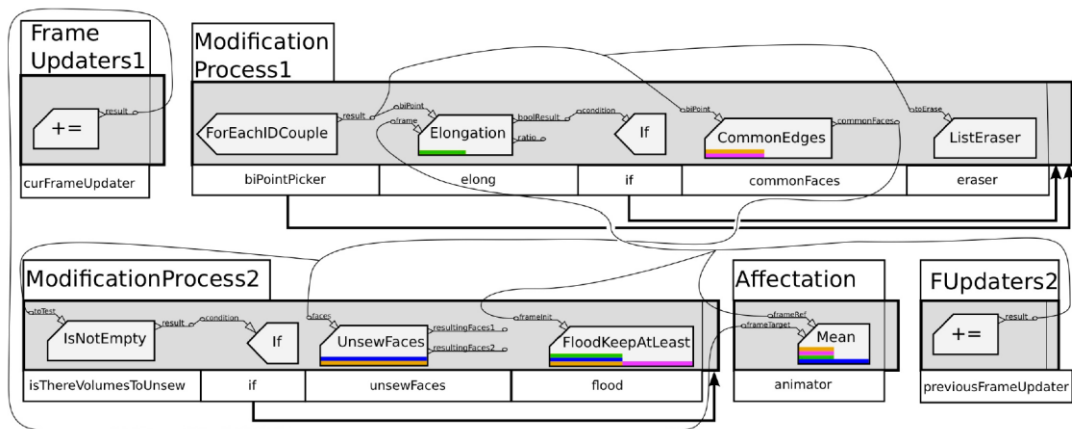 Frame
Updaters1
result
+=
curFrameUpdater
Modification
Process1
result
biPoint
frame
boolResult
ratio
condition
biPoint
commonFaces
toErase
ForEachIDCouple
Elongation
If
CommonEdges
ListEraser
biPointPicker
elong
if
commonFaces
eraser
ModificationProcess2
toTest
result
condition
faces
resultingFaces1
resultingFaces2
frameInit
IsNotEmpty
If
UnsewFaces
FloodKeepAtLeast
isThereVolumesToUnsew
if
unsewFaces
flood
Affectation
frameRef
frameTarget
Mean
animator
FUpdaters2
result
+=
previousFrameUpdater